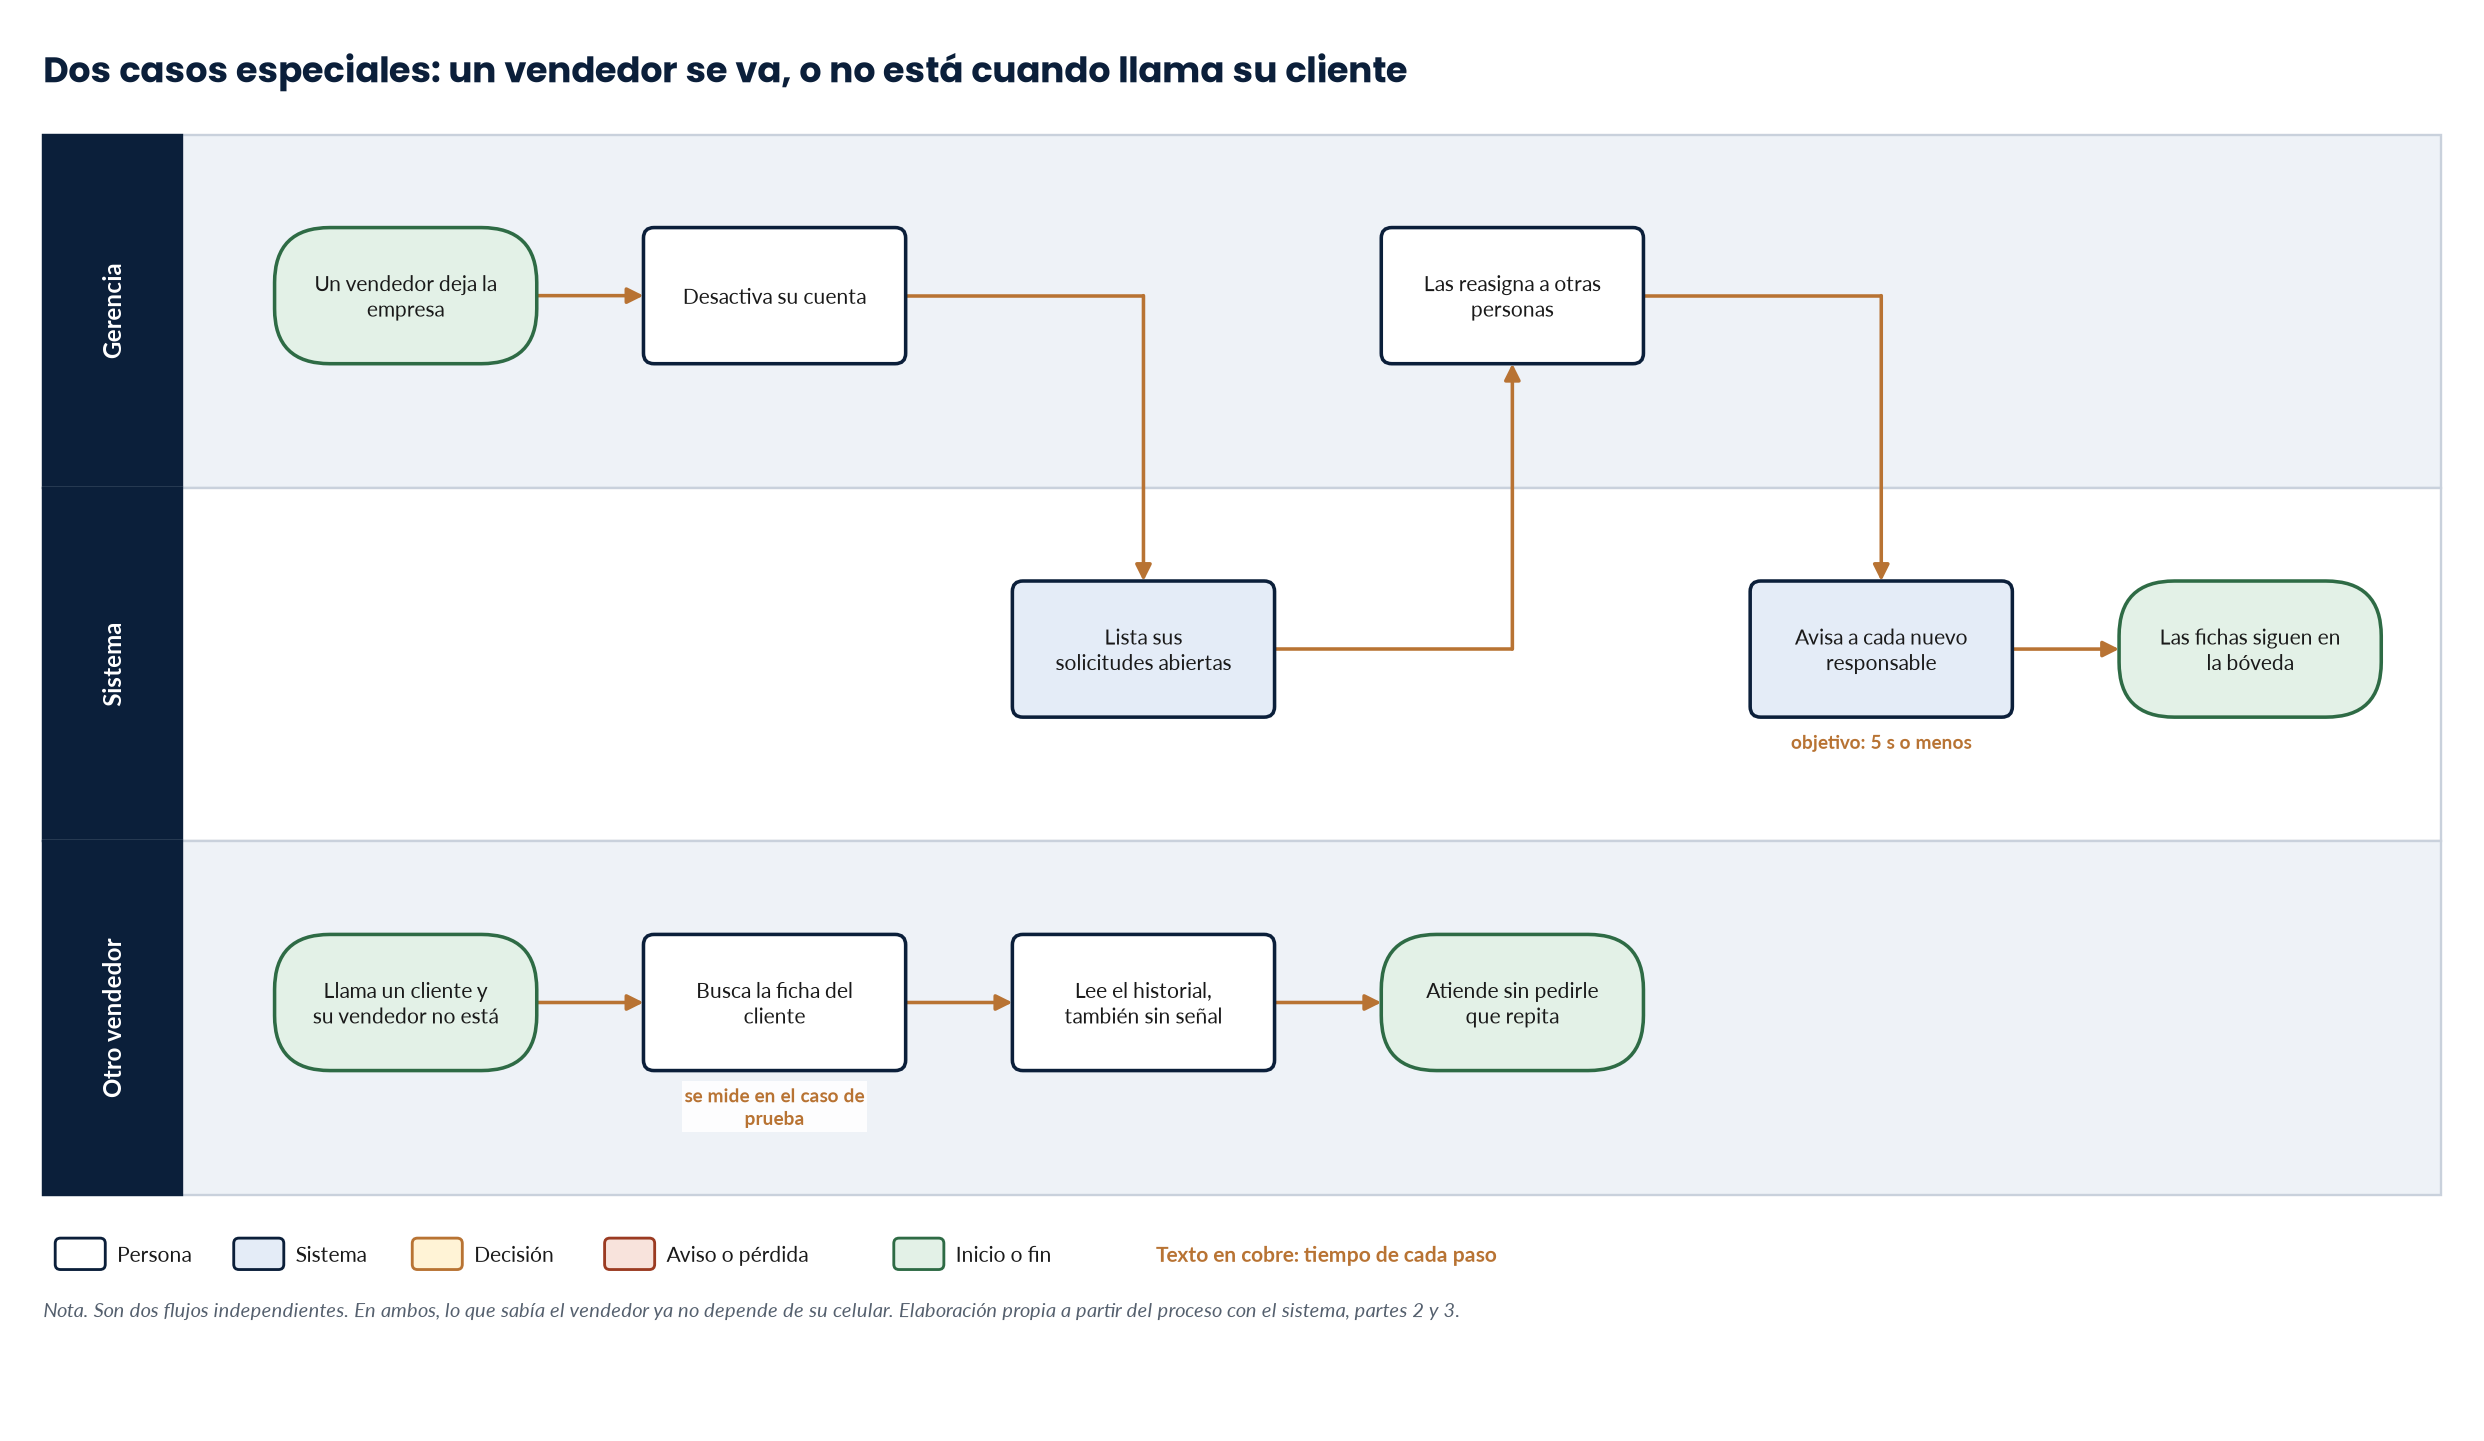 Dos casos especiales: un vendedor se va, o no está cuando llama su cliente
Gerencia
Un vendedor deja la
empresa
Desactiva su cuenta
Las reasigna a otras
personas
Sistema
Lista sus
solicitudes abiertas
Avisa a cada nuevo
responsable
objetivo: 5 s o menos
Las fichas siguen en
la bóveda
Otro vendedor
Llama un cliente y
su vendedor no está
Busca la ficha del
cliente
se mide en el caso de
prueba
Lee el historial,
también sin señal
Atiende sin pedirle
que repita
Persona
Sistema
Decisión
Aviso o pérdida
Inicio o fin
Texto en cobre: tiempo de cada paso
Nota. Son dos flujos independientes. En ambos, lo que sabía el vendedor ya no depende de su celular. Elaboración propia a partir del proceso con el sistema, partes 2 y 3.